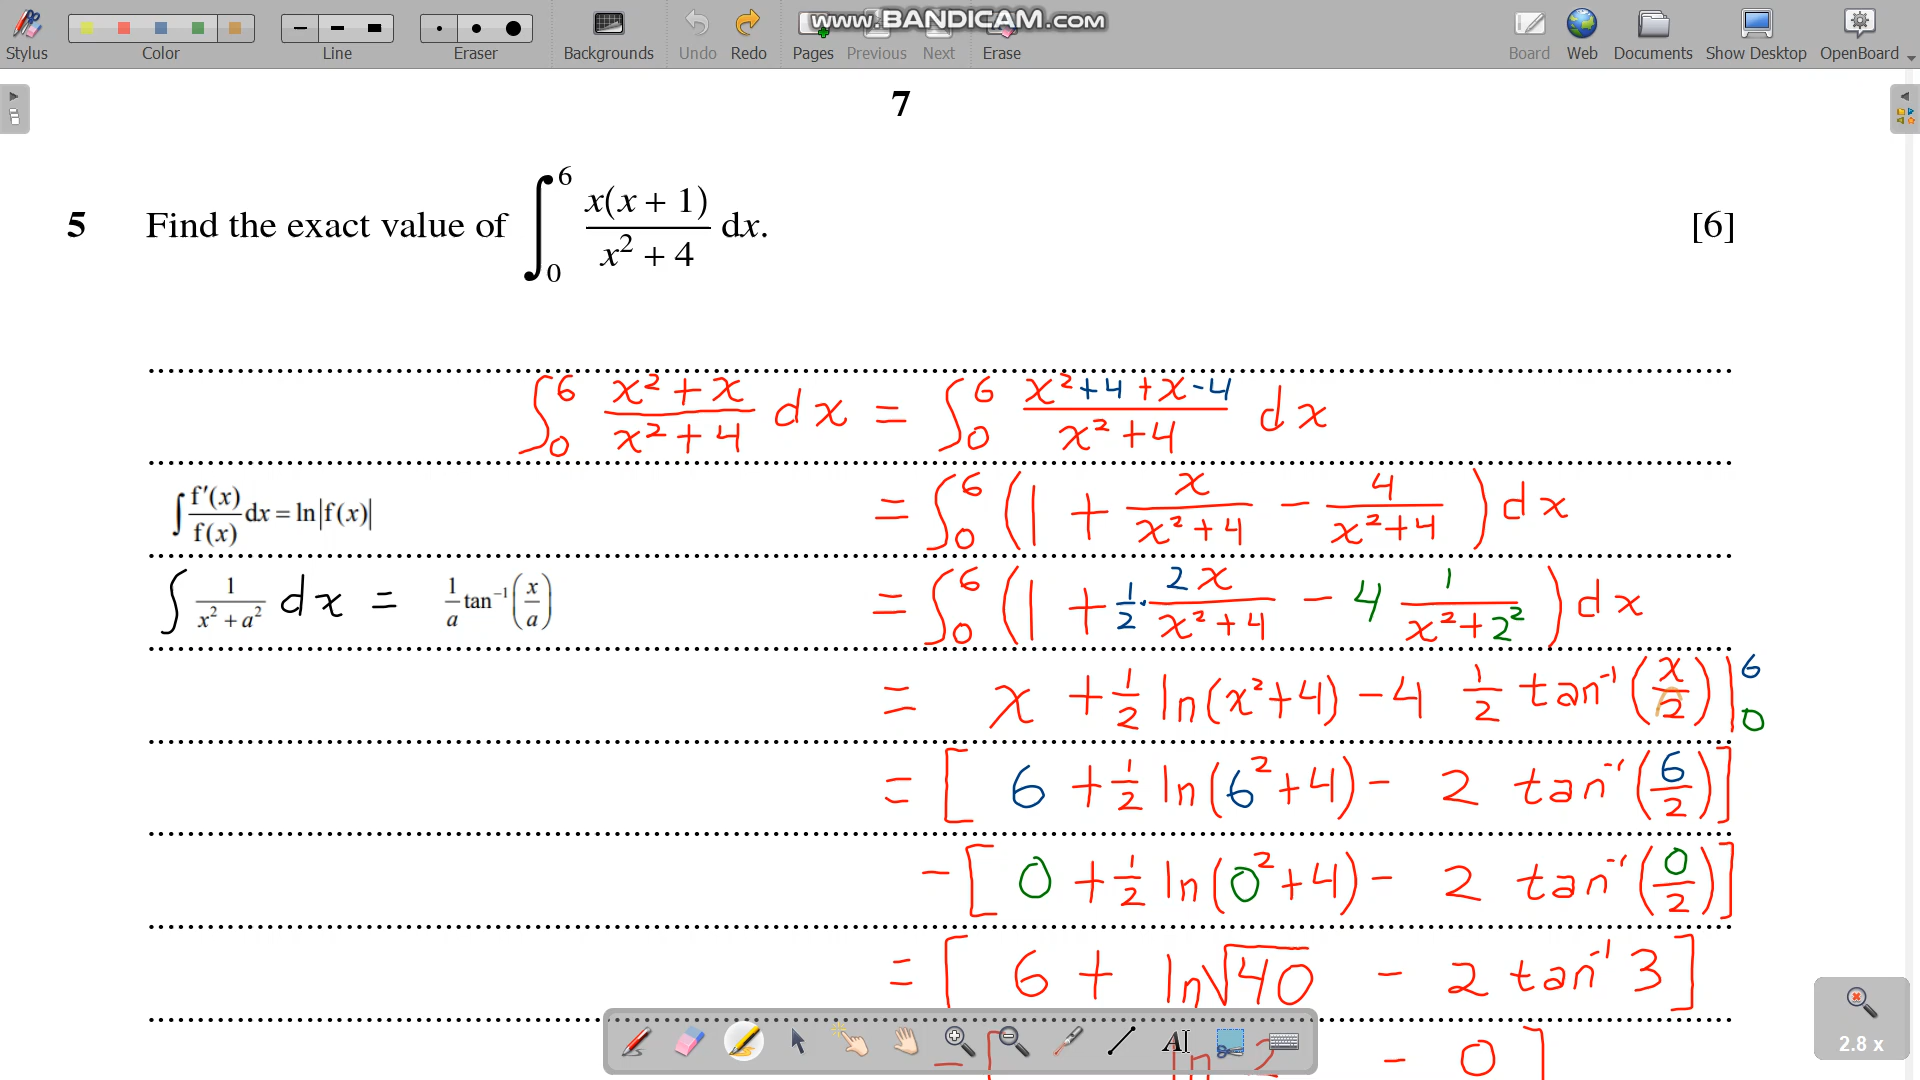 www.BANDICAM.com
Stylus Color Line Eraser Backgrounds Undo Redo Pages Previous Next Erase Board Web Documents Show Desktop OpenBoard
7
5 Find the exact value of ∫₀⁶ x(x + 1)/(x² + 4) dx. [6]
∫₀⁶ (x² + x)/(x² + 4) dx = ∫₀⁶ (x² + 4 + x - 4)/(x² + 4) dx
∫ f′(x)/f(x) dx = ln|f(x)| = ∫₀⁶ (1 + x/(x² + 4) − 4/(x² + 4)) dx
∫ 1/(x² + a²) dx = 1/a tan⁻¹(x/a) = ∫₀⁶ (1 + 1/2 · 2x/(x² + 4) − 4 1/(x² + 2²)) dx
= x + 1/2 ln(x² + 4) − 4 1/2 tan⁻¹(x/2) |₀⁶
= [ 6 + 1/2 ln(6² + 4) − 2 tan⁻¹(6/2) ]
− [ 0 + 1/2 ln(0² + 4) − 2 tan⁻¹(0/2) ]
= [ 6 + ln√40 − 2 tan⁻¹ 3 ]
− [ ln 2 − 0 ]
2.8 x